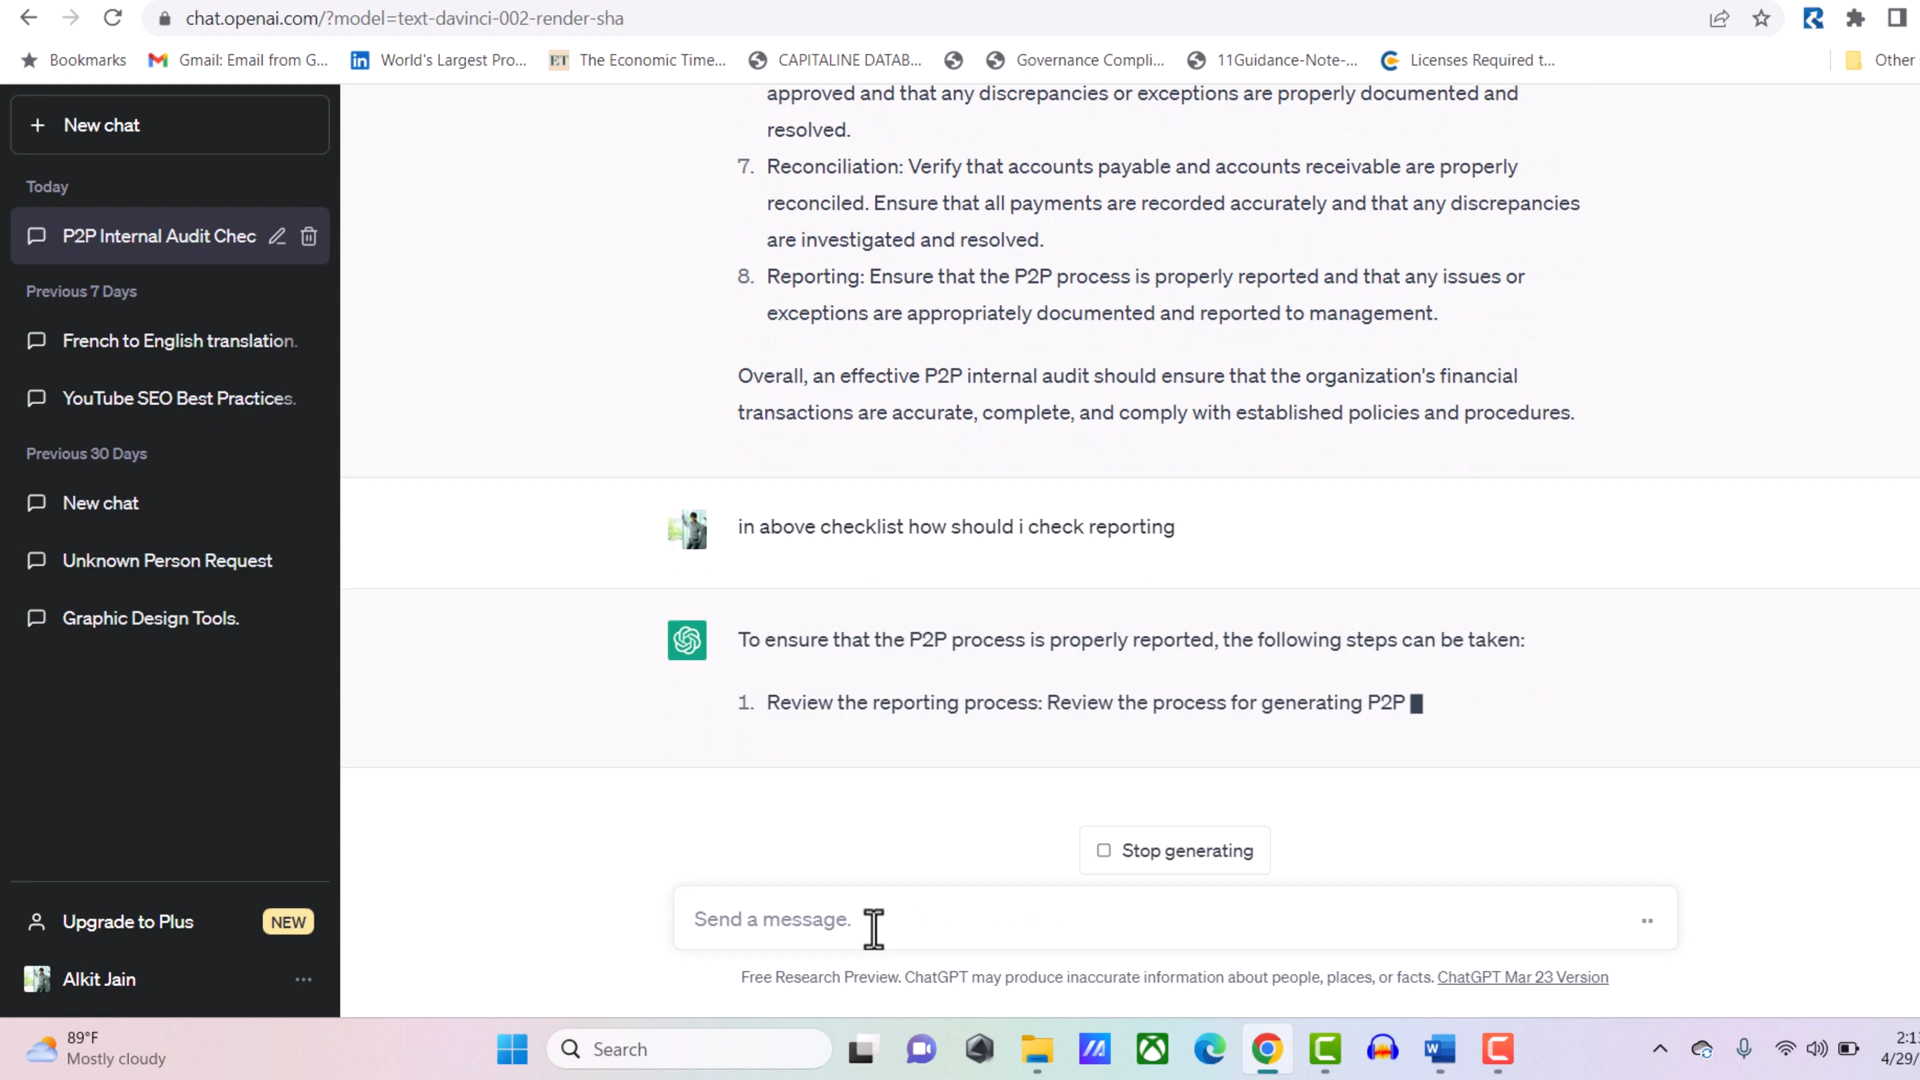 chat.openai.com/?model=text-davinci-002-render-sha
Bookmarks
Gmail: Email from G...
World's Largest Pro...
ET
The Economic Time...
CAPITALINE DATAB...
Governance Compli...
11Guidance-Note-...
Licenses Required t...
Other
New chat
Today
P2P Internal Audit Chec
Previous 7 Days
French to English translation.
YouTube SEO Best Practices.
Previous 30 Days
New chat
Unknown Person Request
Graphic Design Tools.
Upgrade to Plus
NEW
Alkit Jain
approved and that any discrepancies or exceptions are properly documented and
resolved.
7. Reconciliation: Verify that accounts payable and accounts receivable are properly
reconciled. Ensure that all payments are recorded accurately and that any discrepancies
are investigated and resolved.
8. Reporting: Ensure that the P2P process is properly reported and that any issues or
exceptions are appropriately documented and reported to management.
Overall, an effective P2P internal audit should ensure that the organization's financial
transactions are accurate, complete, and comply with established policies and procedures.
in above checklist how should i check reporting
To ensure that the P2P process is properly reported, the following steps can be taken:
1. Review the reporting process: Review the process for generating P2P
Stop generating
Send a message.
Free Research Preview. ChatGPT may produce inaccurate information about people, places, or facts. ChatGPT Mar 23 Version
89°F
Mostly cloudy
Search
2:1
4/29/